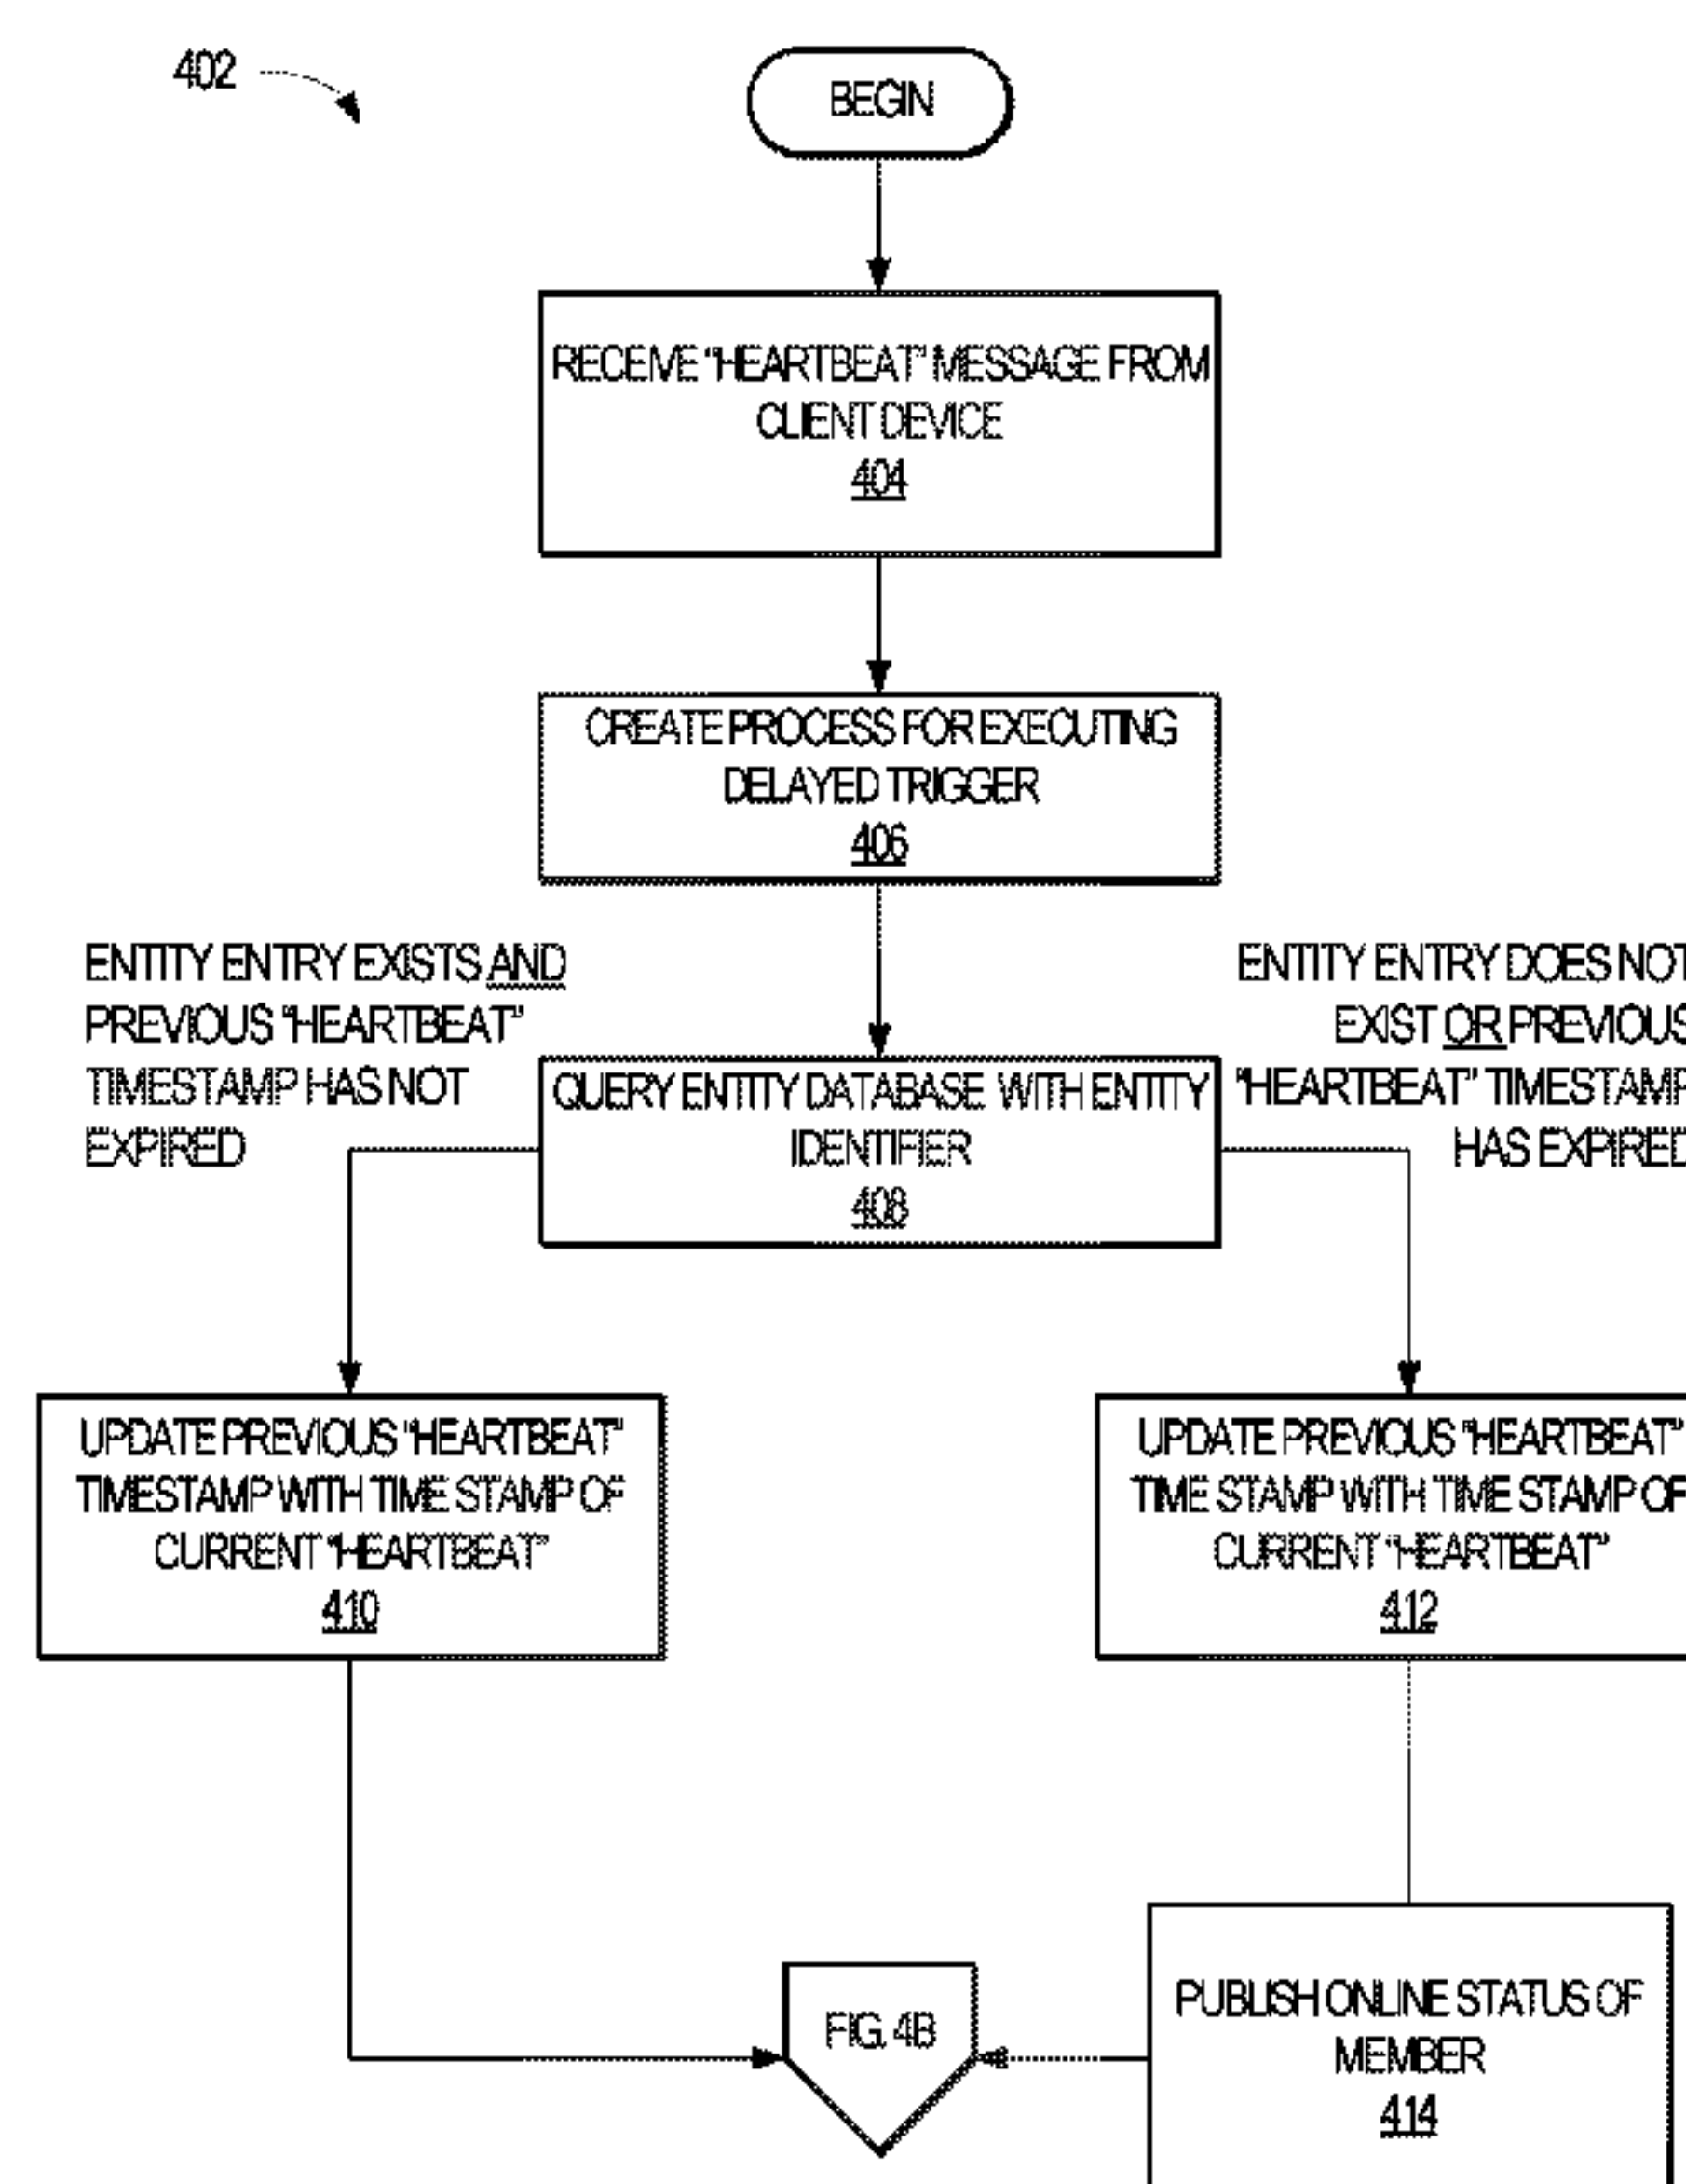 402
BEGIN
RECEIVE "HEARTBEAT" MESSAGE FROM
CLIENT DEVICE
404
CREATE PROCESS FOR EXECUTING
DELAYED TRIGGER
406
ENTITY ENTRY EXISTS AND
PREVIOUS "HEARTBEAT"
TIMESTAMP HAS NOT
EXPIRED
ENTITY ENTRY DOES NOT
EXIST OR PREVIOUS
"HEARTBEAT" TIMESTAMP
HAS EXPIRED
QUERY ENTITY DATABASE WITH ENTITY
IDENTIFIER
408
UPDATE PREVIOUS "HEARTBEAT"
TIMESTAMP WITH TIME STAMP OF
CURRENT "HEARTBEAT"
410
UPDATE PREVIOUS "HEARTBEAT"
TIME STAMP WITH TIME STAMP OF
CURRENT "HEARTBEAT"
412
FIG. 4B
PUBLISH ONLINE STATUS OF
MEMBER
414